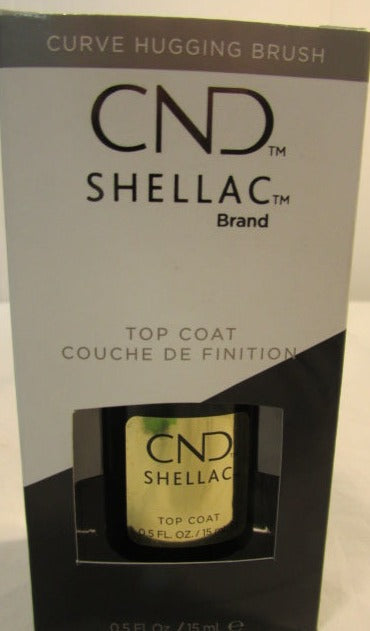 CURVE HUGGING BRUSH
CND™
SHELLAC™
Brand
TOP COAT
COUCHE DE FINITION
CND
SHELLAC
TOP COAT
0.5 FL. OZ. / 15 m
0.5 FL. Oz. / 15 mL ℮